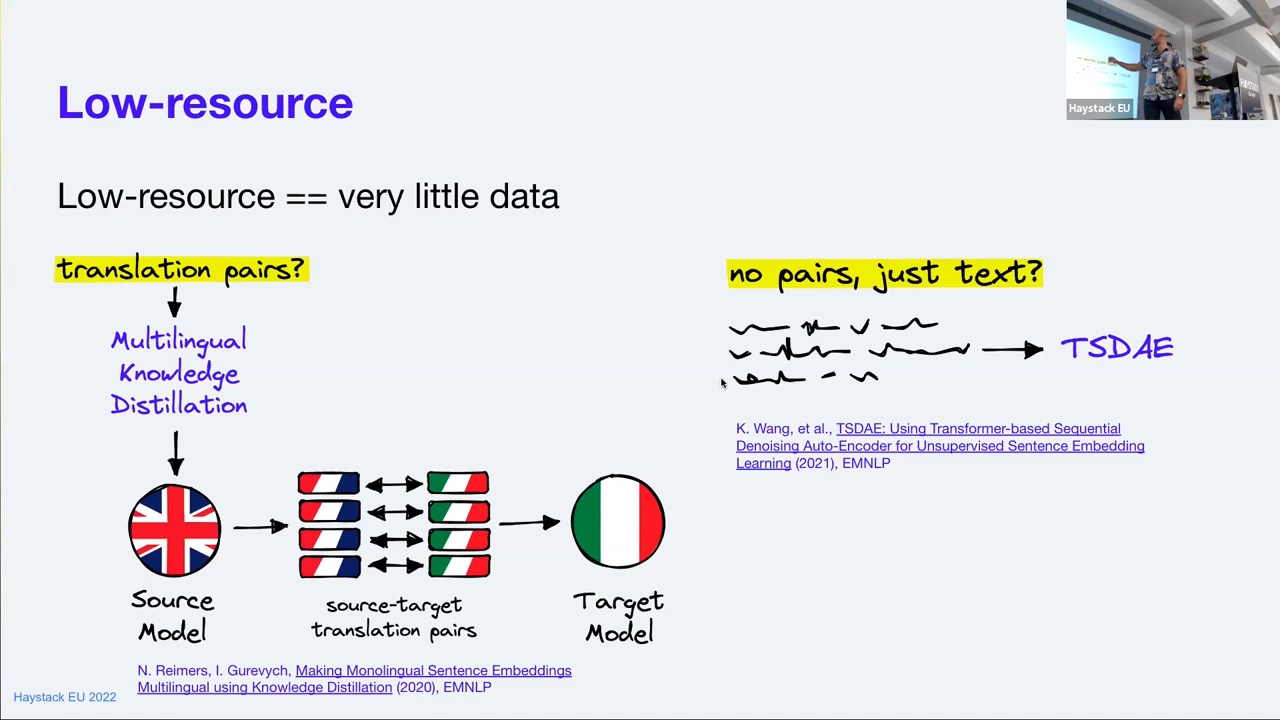 Low-resource
Low-resource == very little data
translation pairs?
Multilingual
Knowledge
Distillation
Source
Model
source-target
translation pairs
Target
Model
N. Reimers, I. Gurevych, Making Monolingual Sentence Embeddings
Multilingual using Knowledge Distillation (2020), EMNLP
no pairs, just text?
TSDAE
K. Wang, et al., TSDAE: Using Transformer-based Sequential
Denoising Auto-Encoder for Unsupervised Sentence Embedding
Learning (2021), EMNLP
Haystack EU 2022
Haystack EU
HAYSTACK